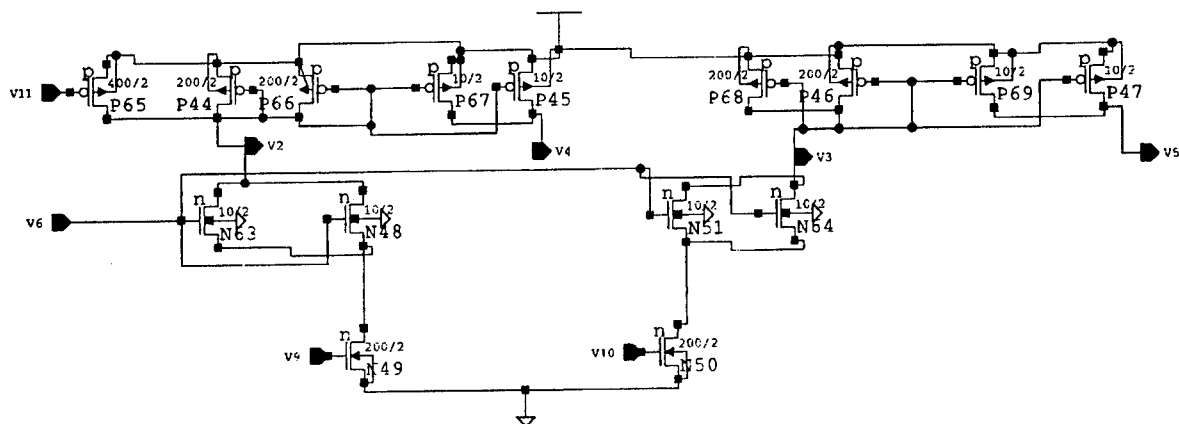 p p p p p p p p p
400/2 200/2 200/2 10/2 10/2 200/2 200/2 10/2 10/2
V11 P65 P44 P66 P67 P45 P68 P46 P69 P47
V2 V4 V3 V5
n n n n
10/2 10/2 10/2 10/2
V6 N63 N48 N51 N64
n n
200/2 200/2
V9 N49 V10 N50